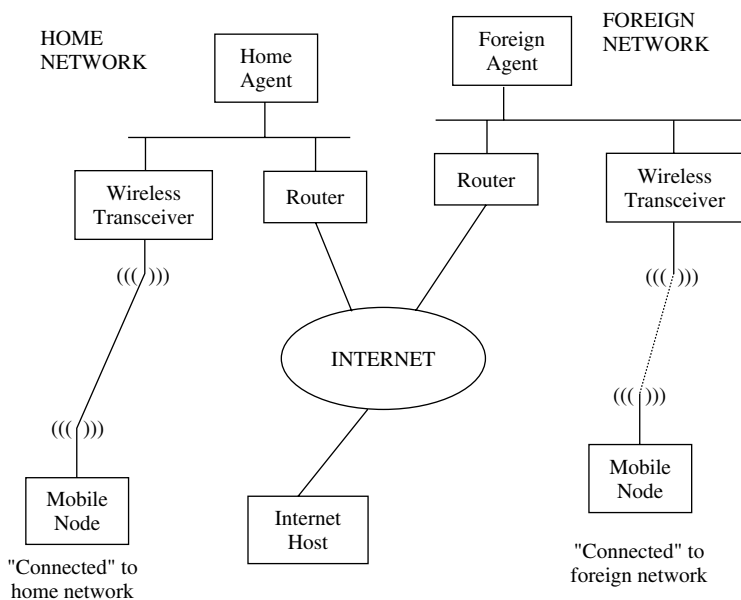 HOME
NETWORK
Home
Agent
Foreign
Agent
FOREIGN
NETWORK
Wireless
Transceiver
Router
Router
Wireless
Transceiver
((( )))
((( )))
INTERNET
((( )))
((( )))
Mobile
Node
Internet
Host
Mobile
Node
"Connected" to
home network
"Connected" to
foreign network